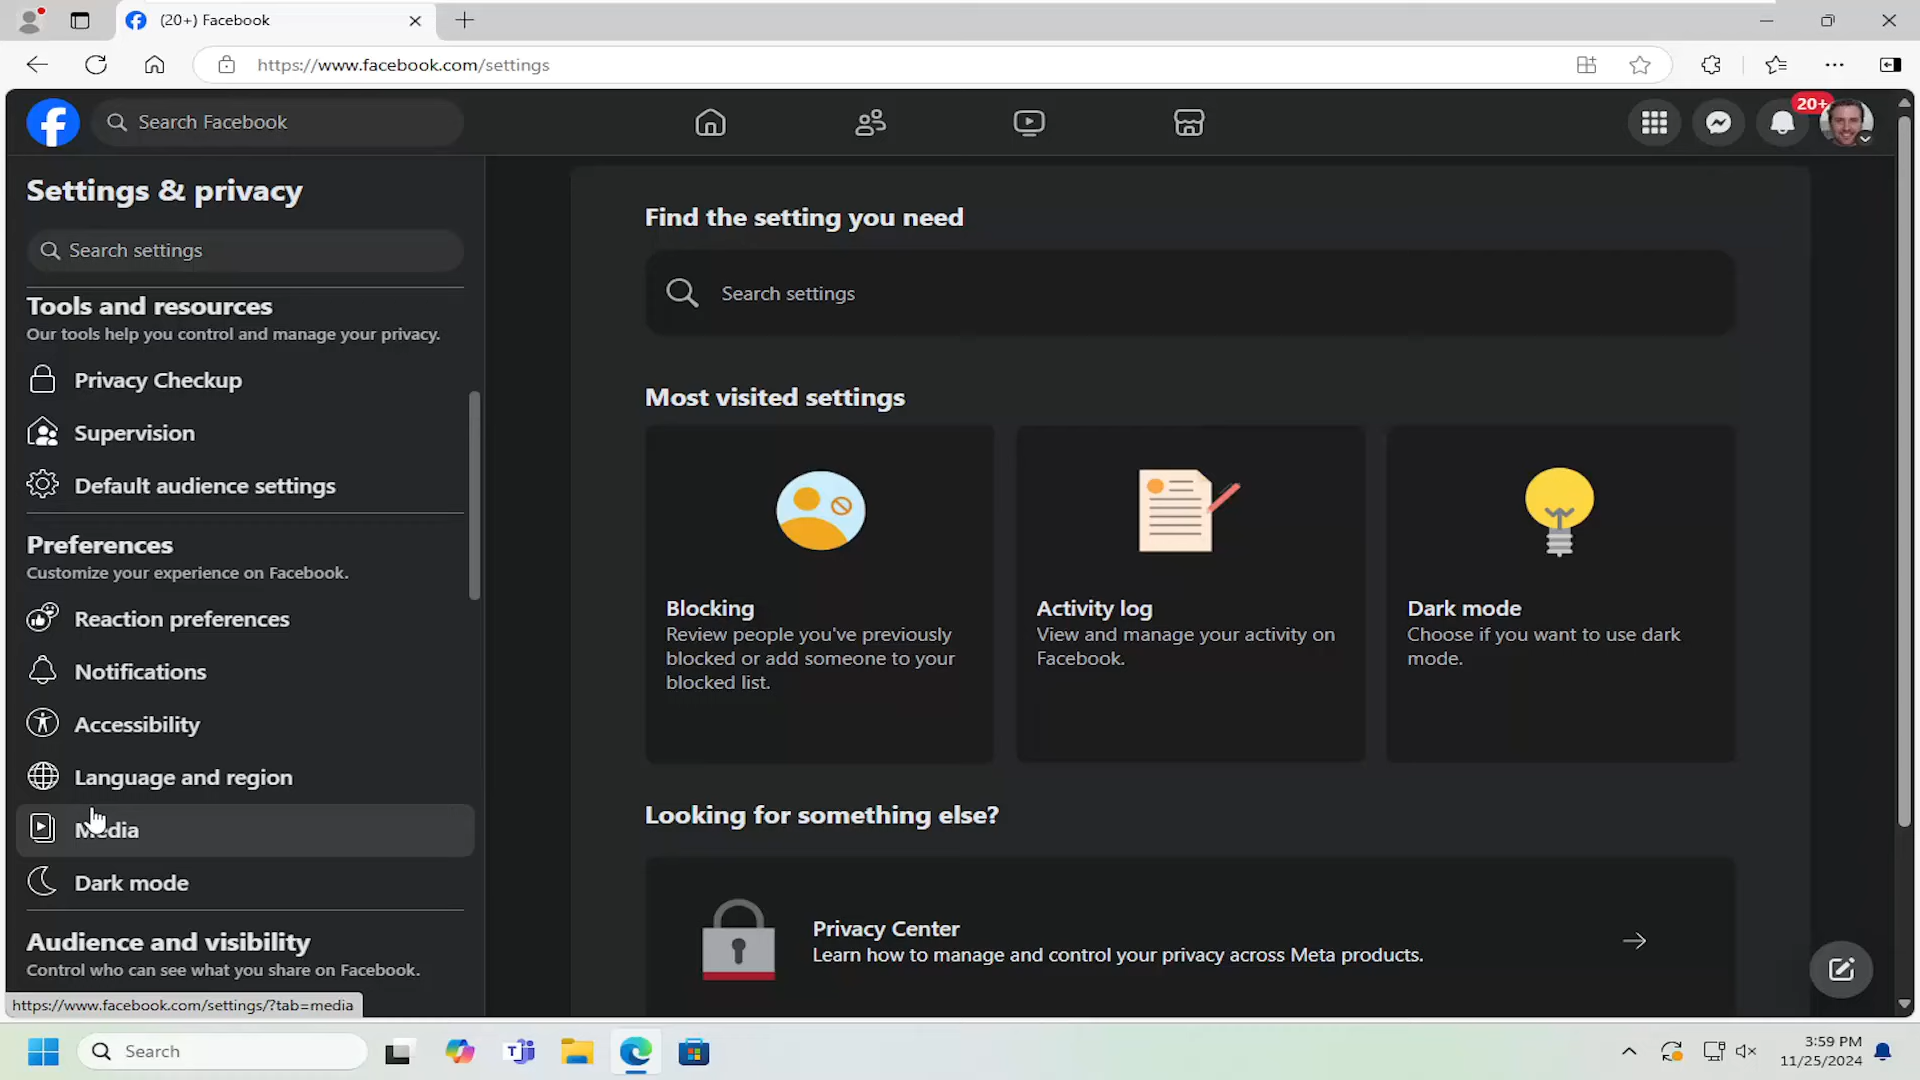 (20+) Facebook
https://www.facebook.com/settings
Search Facebook
20+
Settings & privacy
Search settings
Tools and resources
Our tools help you control and manage your privacy.
Privacy Checkup
Supervision
Default audience settings
Preferences
Customize your experience on Facebook.
Reaction preferences
Notifications
Accessibility
Language and region
Media
Dark mode
Audience and visibility
Control who can see what you share on Facebook.
https://www.facebook.com/settings/?tab=media
Find the setting you need
Search settings
Most visited settings
Blocking
Review people you've previously
blocked or add someone to your
blocked list.
Activity log
View and manage your activity on
Facebook.
Dark mode
Choose if you want to use dark
mode.
Looking for something else?
Privacy Center
Learn how to manage and control your privacy across Meta products.
Search
3:59 PM
11/25/2024